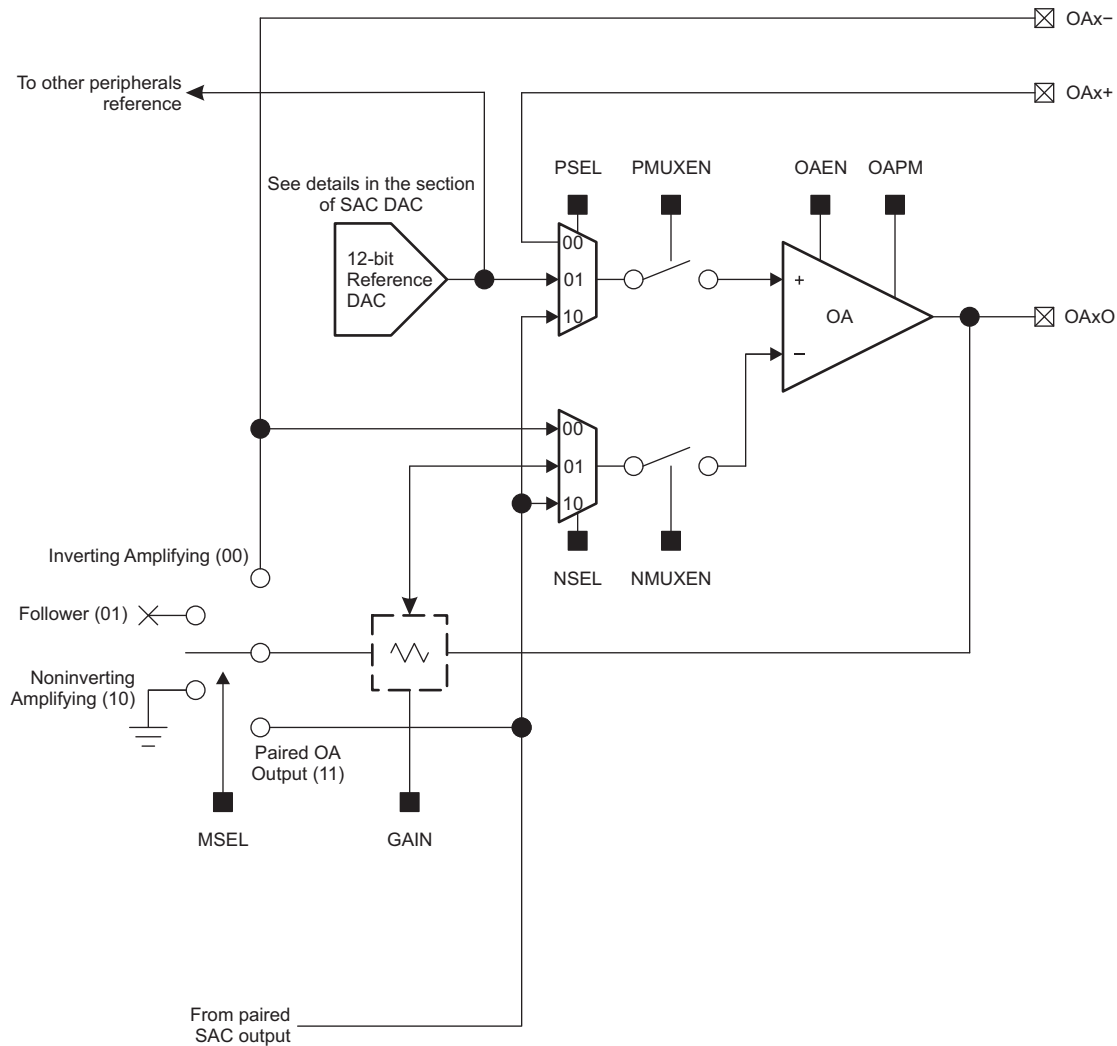 OAx−
To other peripherals
reference
OAx+
PSEL
PMUXEN
OAEN
OAPM
See details in the section
of SAC DAC
00
12-bit
Reference
DAC
01
+
10
OA
OAxO
−
00
01
10
Inverting Amplifying (00)
NSEL
NMUXEN
Follower (01)
Noninverting
Amplifying (10)
Paired OA
Output (11)
MSEL
GAIN
From paired
SAC output